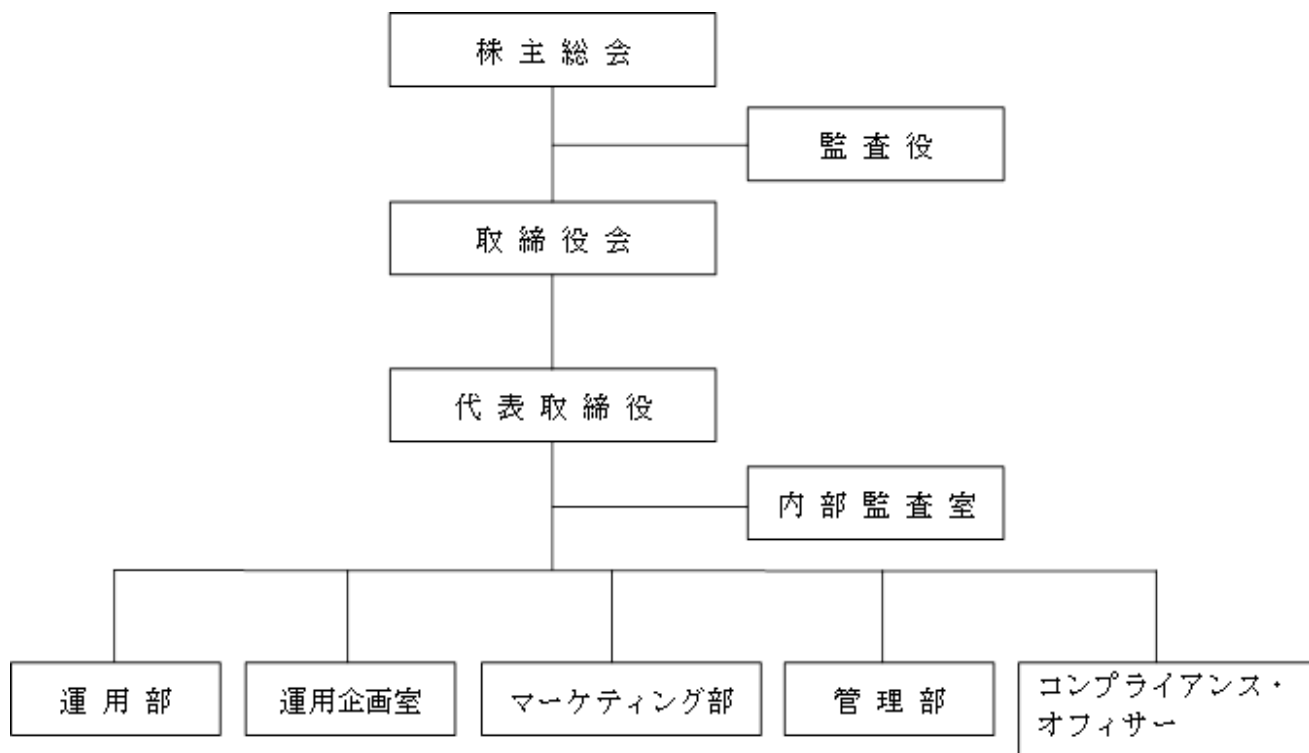 株主総会
監査役
取締役会
代表取締役
内部監査室
運用部
運用企画室
マーケティング部
管理部
コンプライアンス・
オフィサー